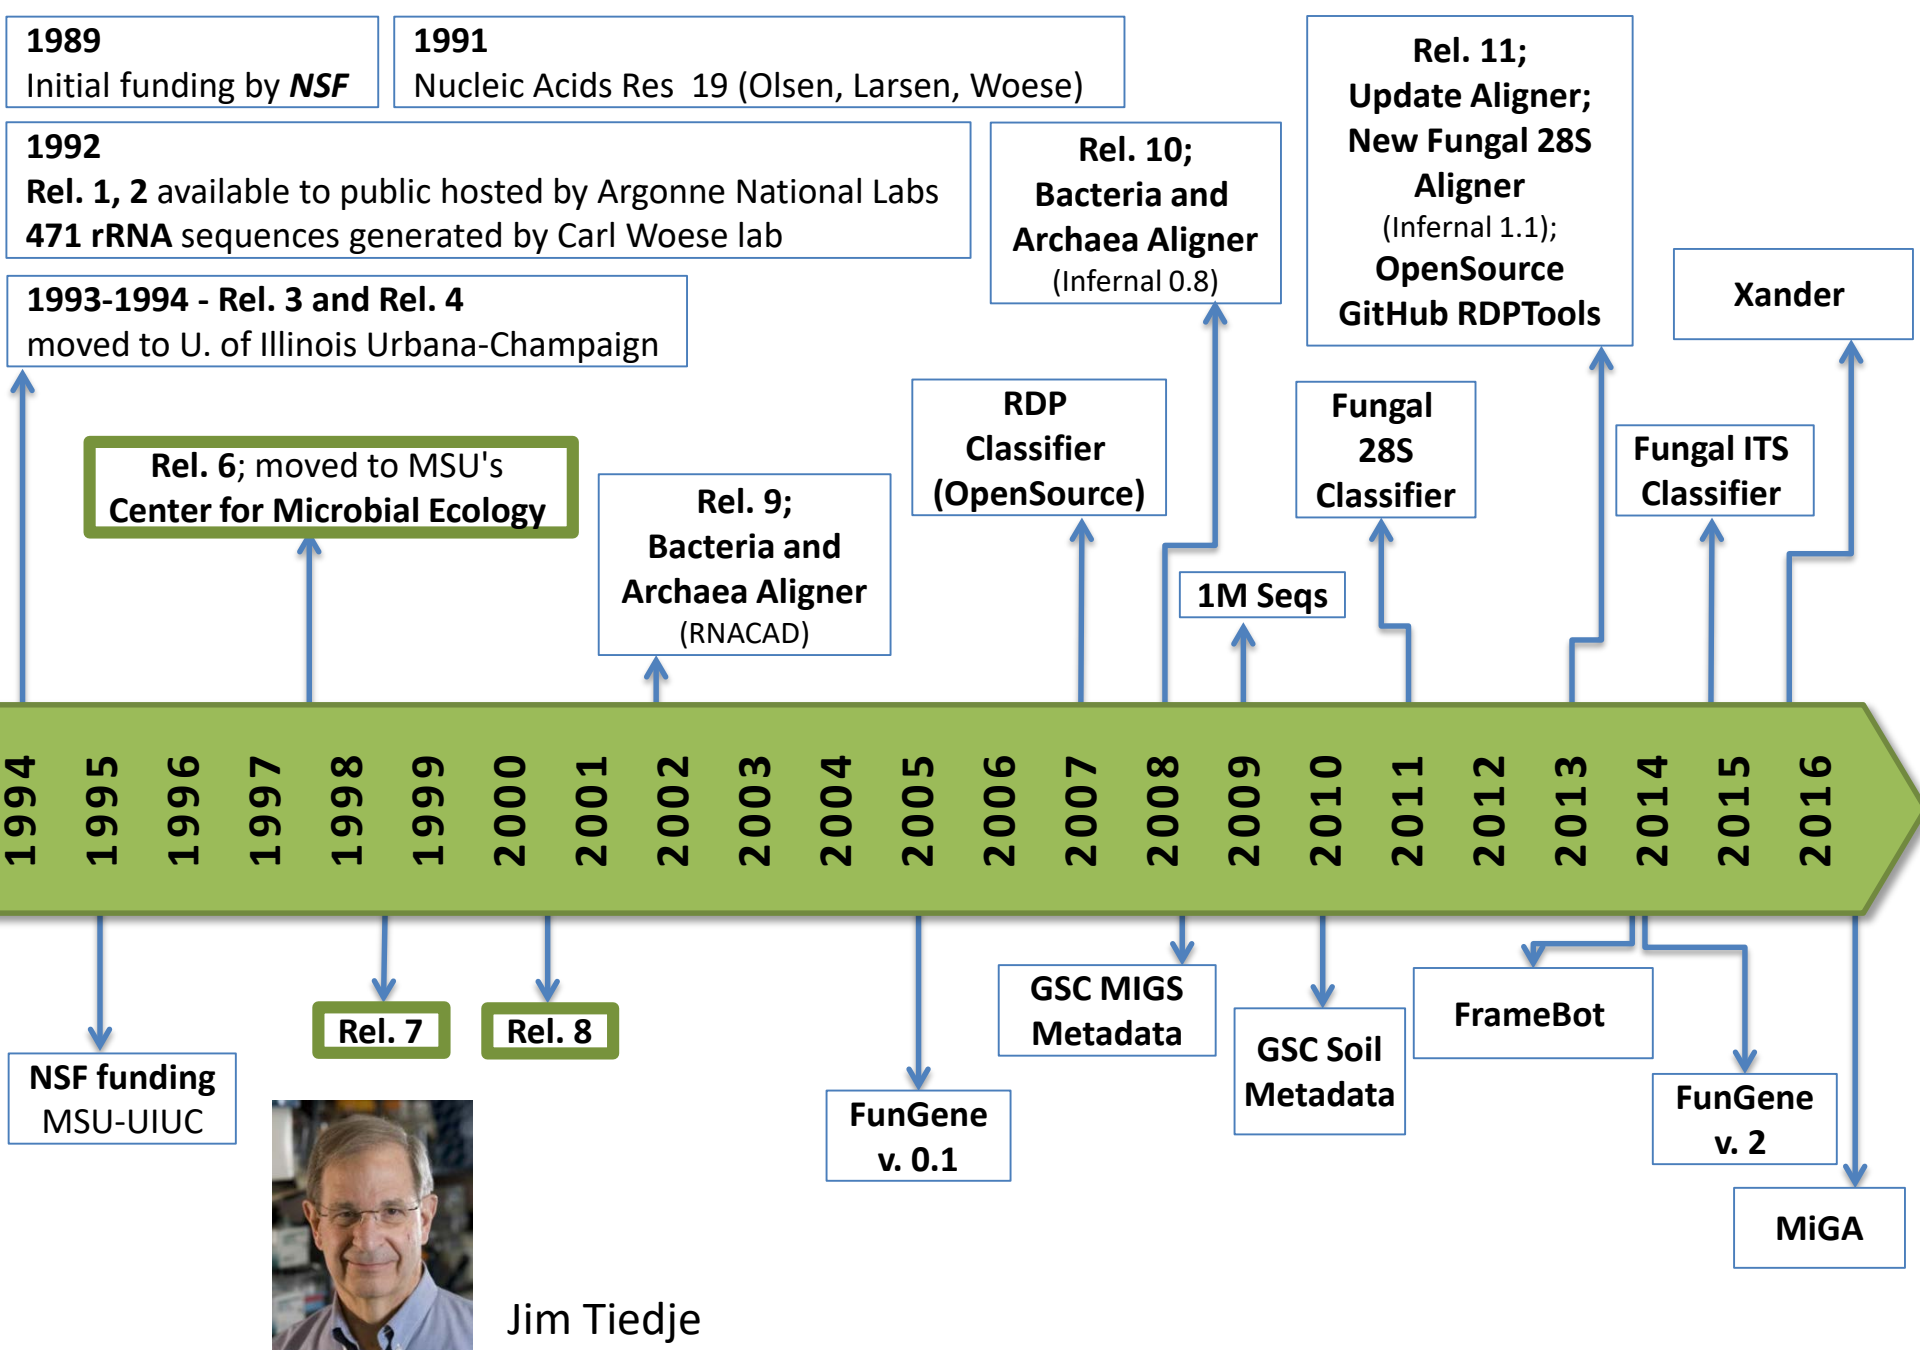 1989
Initial funding by NSF
1991
Nucleic Acids Res 19 (Olsen, Larsen, Woese)
1992
Rel. 1, 2 available to public hosted by Argonne National Labs
471 rRNA sequences generated by Carl Woese lab
1993-1994 - Rel. 3 and Rel. 4
moved to U. of Illinois Urbana-Champaign
Rel. 6; moved to MSU's
Center for Microbial Ecology
Rel. 9;
Bacteria and
Archaea Aligner
(RNACAD)
RDP
Classifier
(OpenSource)
Rel. 10;
Bacteria and
Archaea Aligner
(Infernal 0.8)
1M Seqs
Fungal
28S
Classifier
Rel. 11;
Update Aligner;
New Fungal 28S
Aligner
(Infernal 1.1);
OpenSource
GitHub RDPTools
Fungal ITS
Classifier
Xander
1994
1995
1996
1997
1998
1999
2000
2001
2002
2003
2004
2005
2006
2007
2008
2009
2010
2011
2012
2013
2014
2015
2016
NSF funding
MSU-UIUC
Rel. 7
Rel. 8
FunGene
v. 0.1
GSC MIGS
Metadata
GSC Soil
Metadata
FrameBot
FunGene
v. 2
MiGA
Jim Tiedje